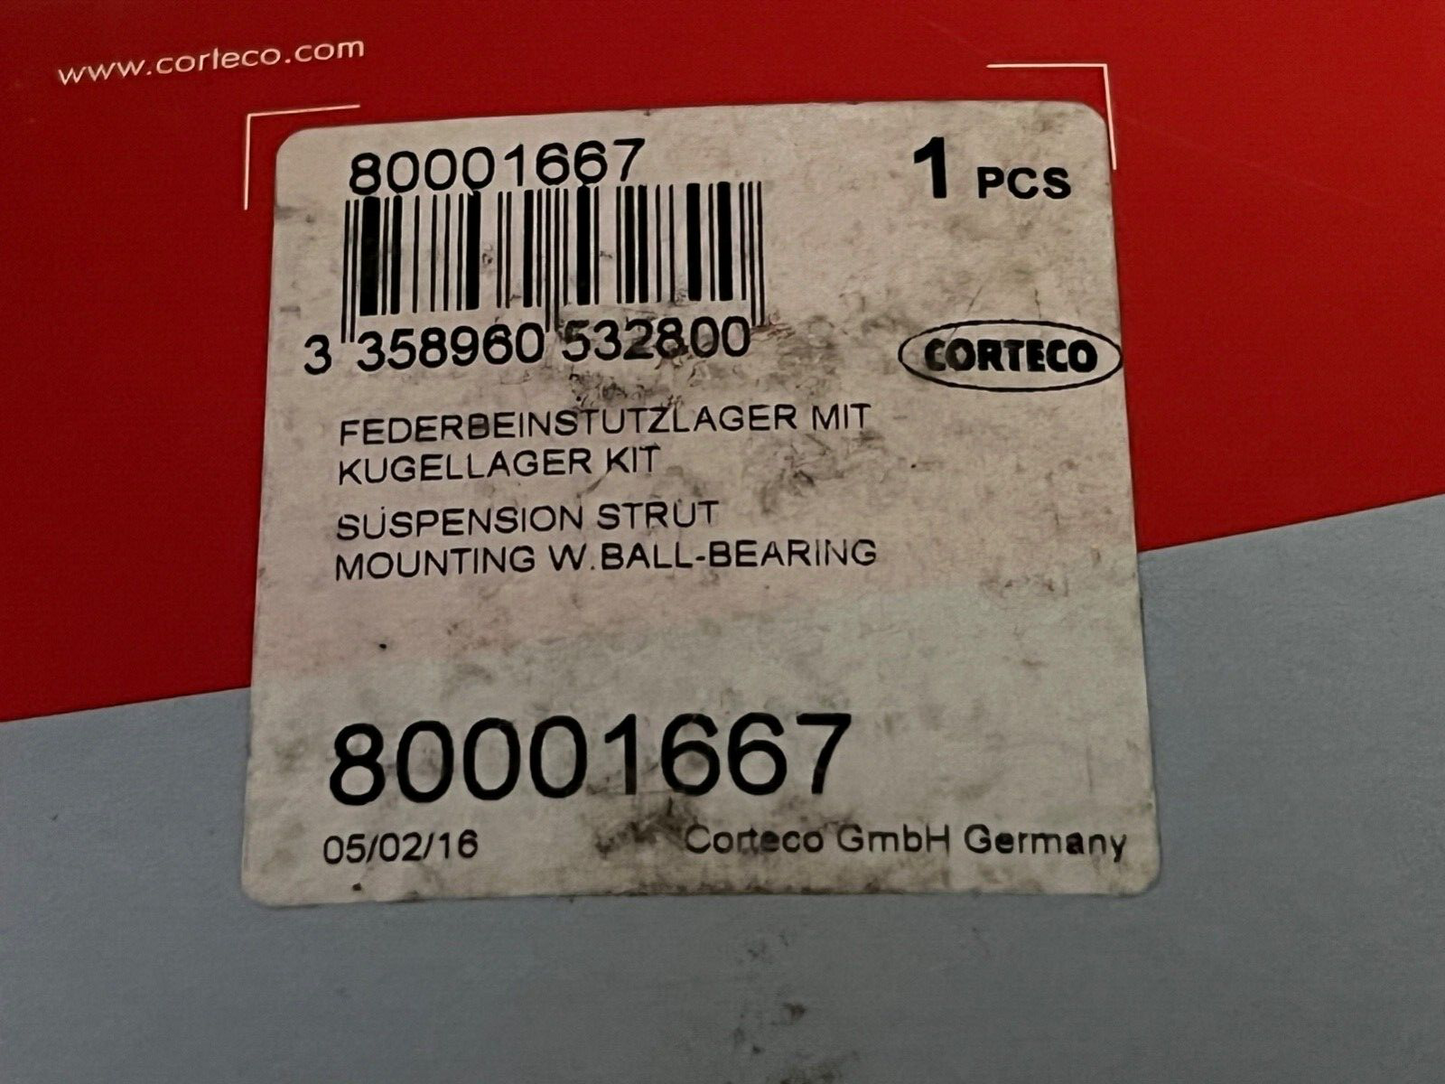 www.corteco.com
80001667
1 PCS
3 358960 532800
CORTECO
FEDERBEINSTUTZLAGER MIT
KUGELLAGER KIT
SUSPENSION STRUT
MOUNTING W.BALL-BEARING
80001667
05/02/16 Corteco GmbH Germany